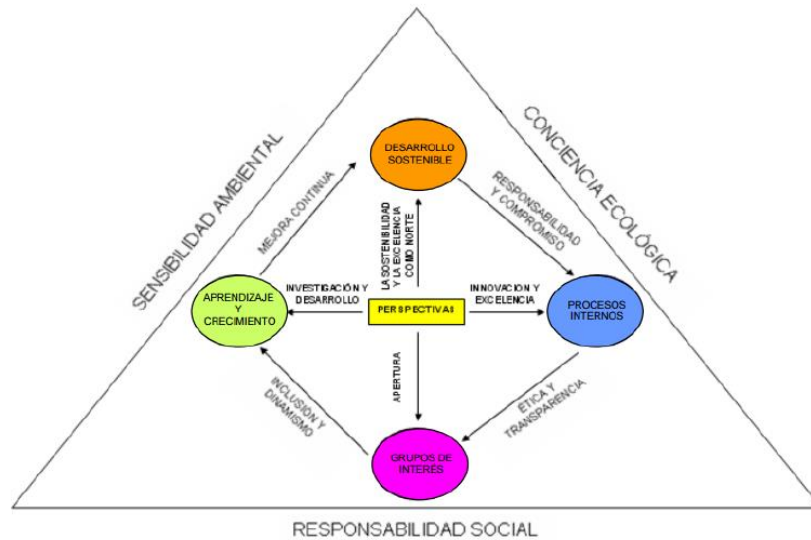 SENSIBILIDAD AMBIENTAL
CONCIENCIA ECOLÓGICA
DESARROLLO
SOSTENIBLE
MEJORA CONTINUA
RESPONSABILIDAD
Y COMPROMISO
LA SOSTENIBILIDAD
Y LA EXCELENCIA
COMO NORTE
APRENDIZAJE
Y
CRECIMIENTO
INVESTIGACIÓN Y
DESARROLLO
PERSPECTIVAS
INNOVACION Y
EXCELENCIA
PROCESOS
INTERNOS
APERTURA
INCLUSIÓN Y
DINAMISMO
ETICA Y
TRANSPARENCIA
GRUPOS DE
INTERÉS
RESPONSABILIDAD SOCIAL